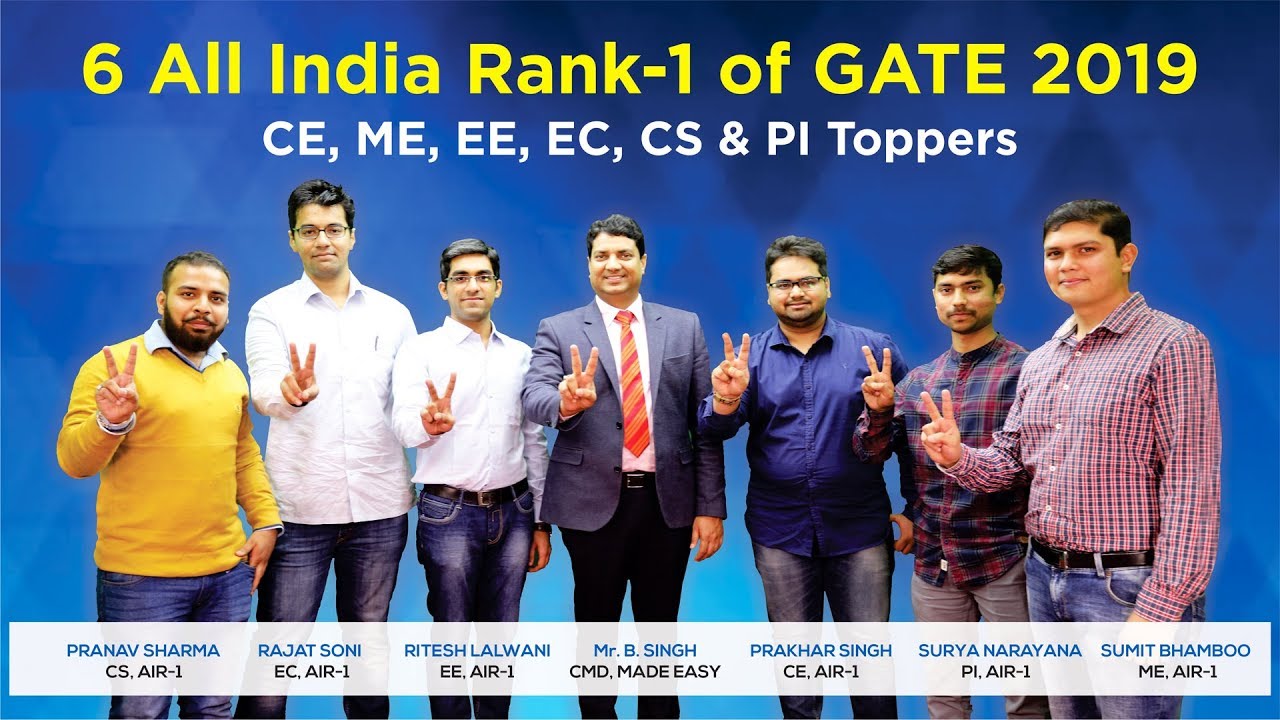 6 All India Rank-1 of GATE 2019
CE, ME, EE, EC, CS & PI Toppers
PRANAV SHARMA
CS, AIR-1
RAJAT SONI
EC, AIR-1
RITESH LALWANI
EE, AIR-1
Mr. B. SINGH
CMD, MADE EASY
PRAKHAR SINGH
CE, AIR-1
SURYA NARAYANA
PI, AIR-1
SUMIT BHAMBOO
ME, AIR-1